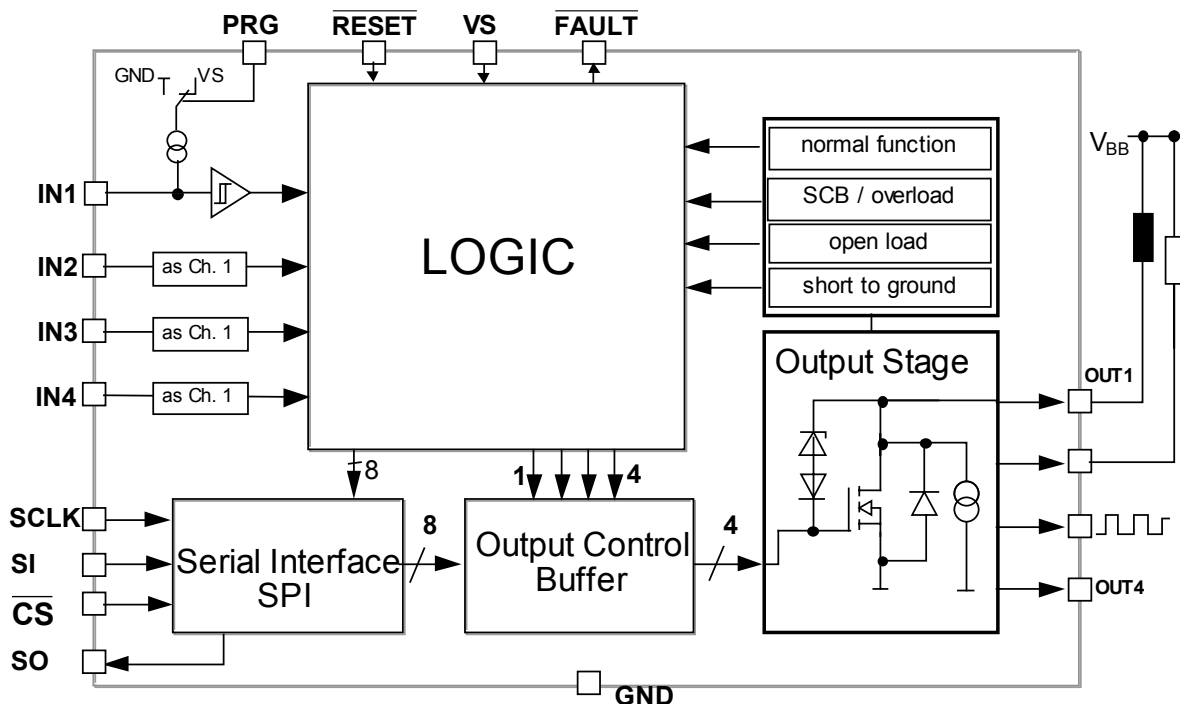 PRG
RESET
VS
FAULT
GND
VS
normal function
V_BB
IN1
SCB / overload
LOGIC
open load
IN2
as Ch. 1
short to ground
IN3
as Ch. 1
Output Stage
OUT1
IN4
as Ch. 1
8
1
4
SCLK
8
4
Serial Interface
SPI
Output Control
Buffer
SI
CS
OUT4
SO
GND